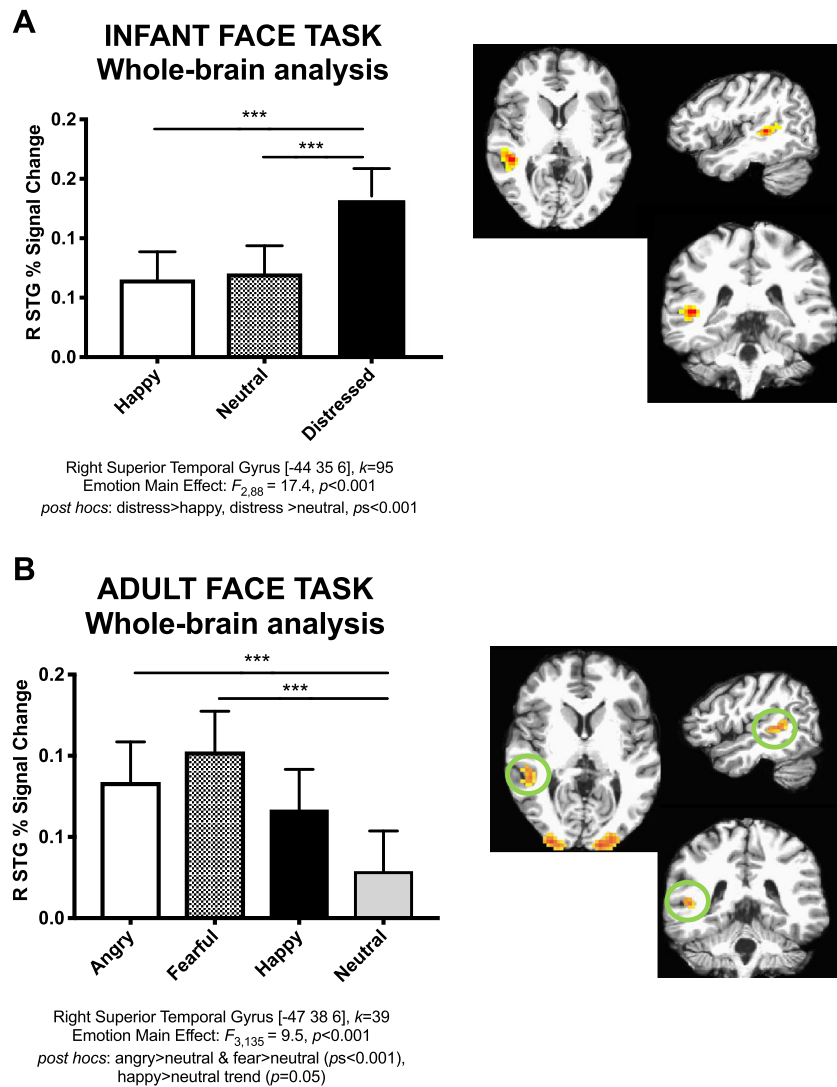 A
INFANT FACE TASK
Whole-brain analysis
R STG % Signal Change
0.2
0.2
0.1
0.1
0.0
***
***
Happy
Neutral
Distressed
Right Superior Temporal Gyrus [-44 35 6], k=95
Emotion Main Effect: F2,88 = 17.4, p<0.001
post hocs: distress>happy, distress >neutral, ps<0.001
B
ADULT FACE TASK
Whole-brain analysis
R STG % Signal Change
0.2
0.1
0.1
0.0
***
***
Angry
Fearful
Happy
Neutral
Right Superior Temporal Gyrus [-47 38 6], k=39
Emotion Main Effect: F3,135 = 9.5, p<0.001
post hocs: angry>neutral & fear>neutral (ps<0.001),
happy>neutral trend (p=0.05)